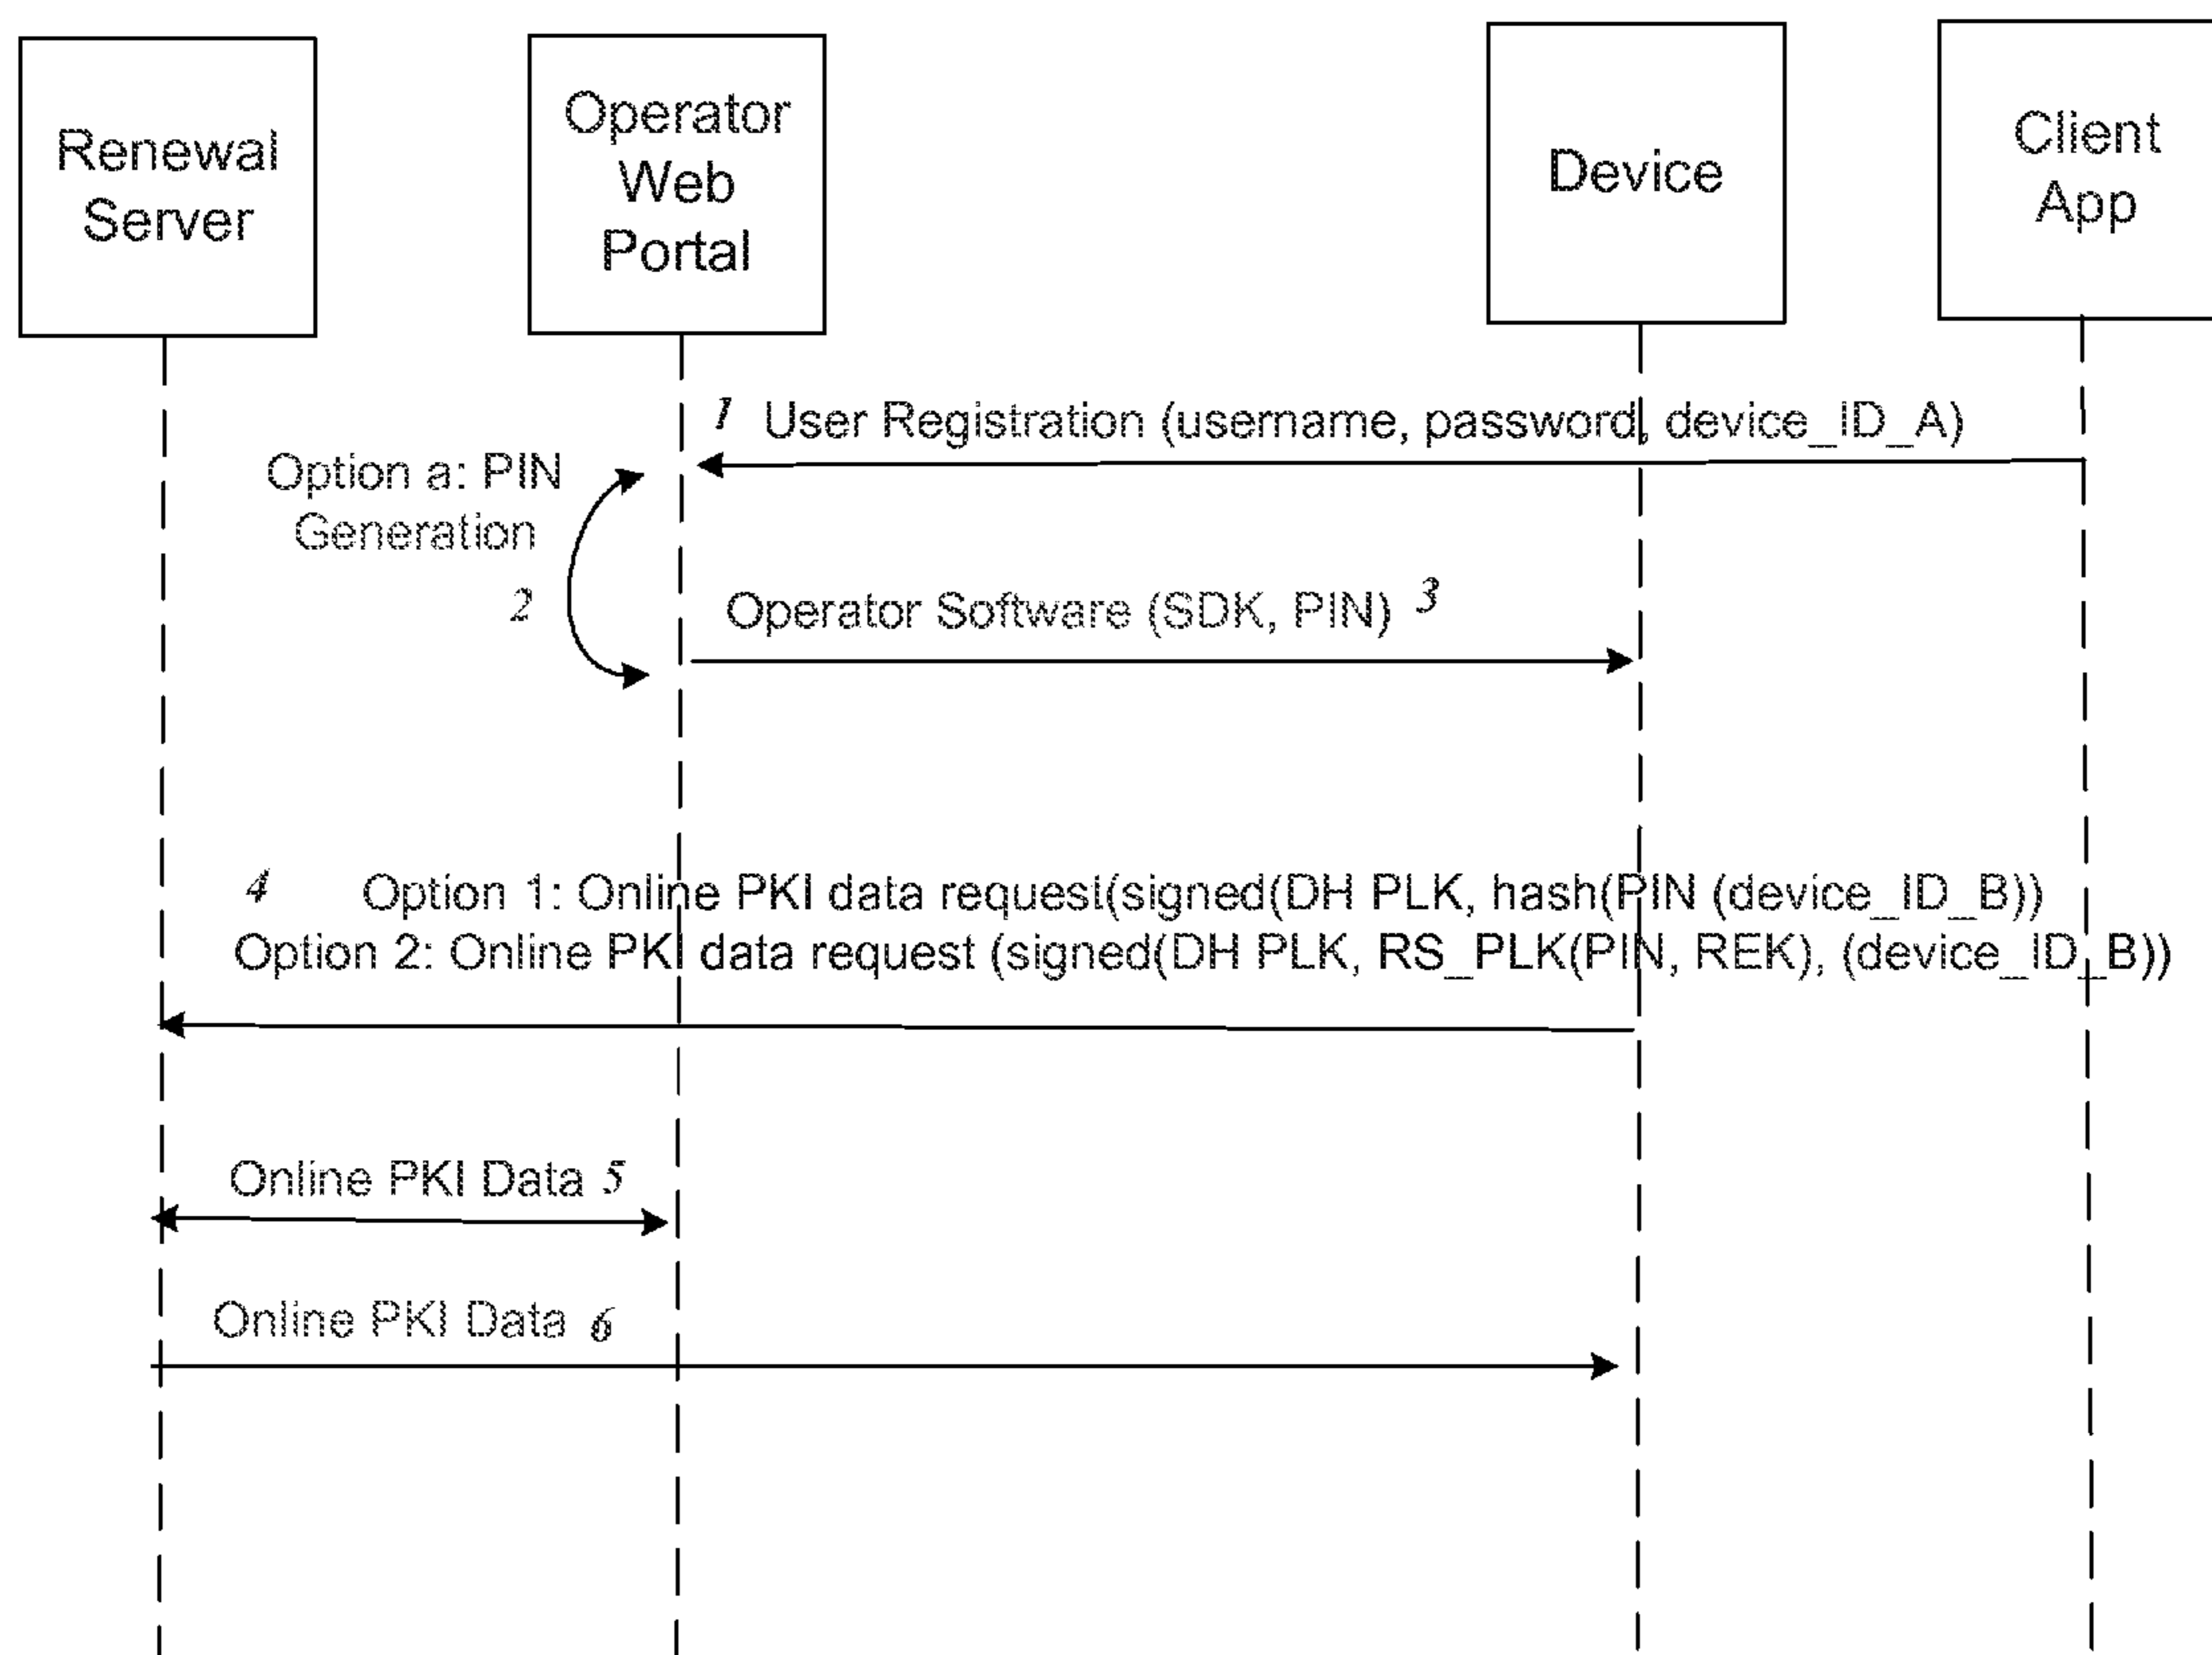 Renewal
Server
Operator
Web
Portal
Device
Client
App
1 User Registration (username, password, device_ID_A)
Option a: PIN
Generation
2
Operator Software (SDK, PIN) 3
4 Option 1: Online PKI data request(signed(DH PLK, hash(PIN (device_ID_B))
Option 2: Online PKI data request (signed(DH PLK, RS_PLK(PIN, REK), (device_ID_B))
Online PKI Data 5
Online PKI Data 6